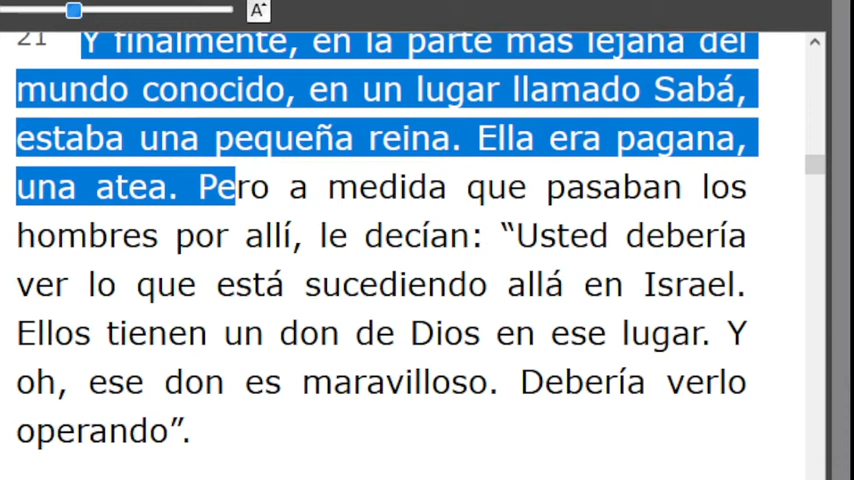 A
21 Y finalmente, en la parte más lejana del
mundo conocido, en un lugar llamado Sabá,
estaba una pequeña reina. Ella era pagana,
una atea. Pero a medida que pasaban los
hombres por allí, le decían: “Usted debería
ver lo que está sucediendo allá en Israel.
Ellos tienen un don de Dios en ese lugar. Y
oh, ese don es maravilloso. Debería verlo
operando”.